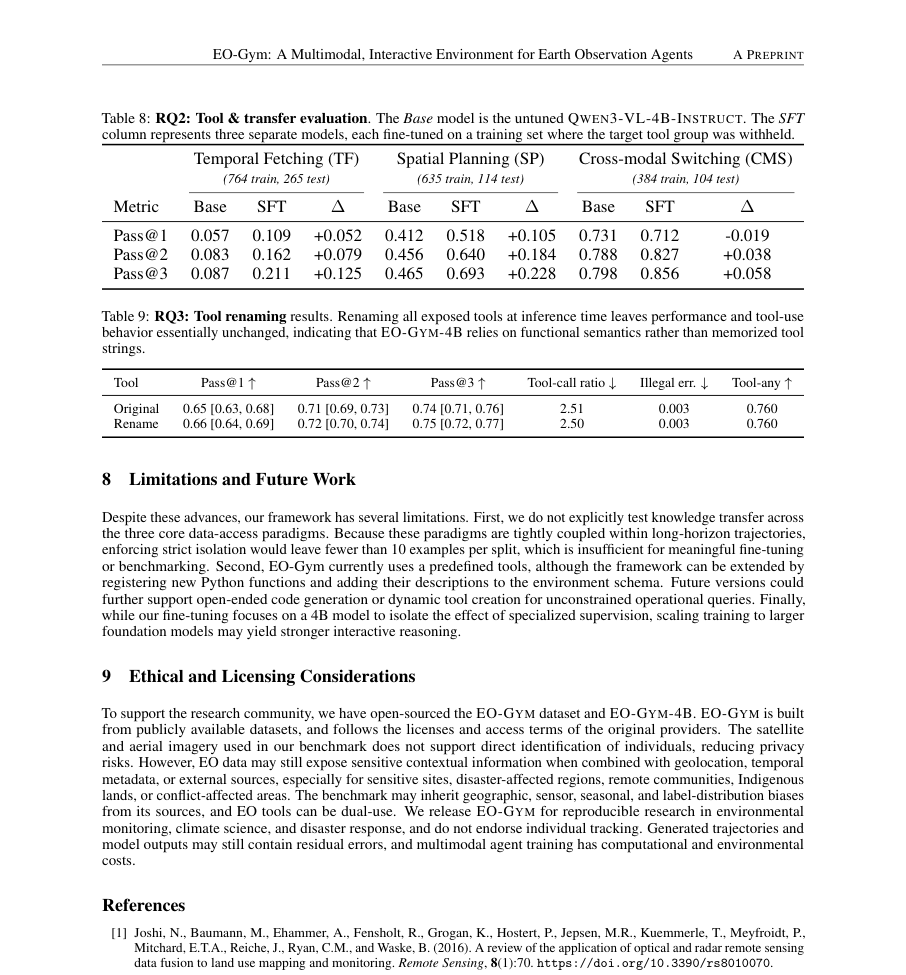 EO-Gym: A Multimodal, Interactive Environment for Earth Observation Agents A PREPRINT
Table 8: RQ2: Tool & transfer evaluation. The Base model is the untuned QWEN3-VL-4B-INSTRUCT. The SFT
column represents three separate models, each fine-tuned on a training set where the target tool group was withheld.
Temporal Fetching (TF) Spatial Planning (SP) Cross-modal Switching (CMS)
(764 train, 265 test) (635 train, 114 test) (384 train, 104 test)
Metric Base SFT Δ Base SFT Δ Base SFT Δ
Pass@1 0.057 0.109 +0.052 0.412 0.518 +0.105 0.731 0.712 -0.019
Pass@2 0.083 0.162 +0.079 0.456 0.640 +0.184 0.788 0.827 +0.038
Pass@3 0.087 0.211 +0.125 0.465 0.693 +0.228 0.798 0.856 +0.058
Table 9: RQ3: Tool renaming results. Renaming all exposed tools at inference time leaves performance and tool-use
behavior essentially unchanged, indicating that EO-GYM-4B relies on functional semantics rather than memorized tool
strings.
Tool Pass@1 ↑ Pass@2 ↑ Pass@3 ↑ Tool-call ratio ↓ Illegal err. ↓ Tool-any ↑
Original 0.65 [0.63, 0.68] 0.71 [0.69, 0.73] 0.74 [0.71, 0.76] 2.51 0.003 0.760
Rename 0.66 [0.64, 0.69] 0.72 [0.70, 0.74] 0.75 [0.72, 0.77] 2.50 0.003 0.760
8 Limitations and Future Work
Despite these advances, our framework has several limitations. First, we do not explicitly test knowledge transfer across
the three core data-access paradigms. Because these paradigms are tightly coupled within long-horizon trajectories,
enforcing strict isolation would leave fewer than 10 examples per split, which is insufficient for meaningful fine-tuning
or benchmarking. Second, EO-Gym currently uses a predefined tools, although the framework can be extended by
registering new Python functions and adding their descriptions to the environment schema. Future versions could
further support open-ended code generation or dynamic tool creation for unconstrained operational queries. Finally,
while our fine-tuning focuses on a 4B model to isolate the effect of specialized supervision, scaling training to larger
foundation models may yield stronger interactive reasoning.
9 Ethical and Licensing Considerations
To support the research community, we have open-sourced the EO-GYM dataset and EO-GYM-4B. EO-GYM is built
from publicly available datasets, and follows the licenses and access terms of the original providers. The satellite
and aerial imagery used in our benchmark does not support direct identification of individuals, reducing privacy
risks. However, EO data may still expose sensitive contextual information when combined with geolocation, temporal
metadata, or external sources, especially for sensitive sites, disaster-affected regions, remote communities, Indigenous
lands, or conflict-affected areas. The benchmark may inherit geographic, sensor, seasonal, and label-distribution biases
from its sources, and EO tools can be dual-use. We release EO-GYM for reproducible research in environmental
monitoring, climate science, and disaster response, and do not endorse individual tracking. Generated trajectories and
model outputs may still contain residual errors, and multimodal agent training has computational and environmental
costs.
References
[1] Joshi, N., Baumann, M., Ehammer, A., Fensholt, R., Grogan, K., Hostert, P., Jepsen, M.R., Kuemmerle, T., Meyfroidt, P.,
Mitchard, E.T.A., Reiche, J., Ryan, C.M., and Waske, B. (2016). A review of the application of optical and radar remote sensing
data fusion to land use mapping and monitoring. Remote Sensing, 8(1):70. https://doi.org/10.3390/rs8010070.